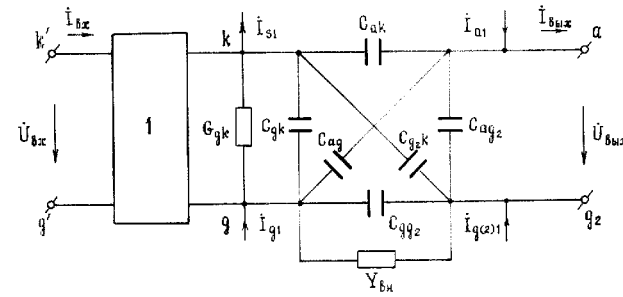 k′ İвх k İs1 Cak İa1 İвых a
U̇вх 1 Ggk Cgk Cag Cg₂k Cag₂ U̇вых
g′ g İg1 Cgg₂ İg(2)1 g₂
Yвн